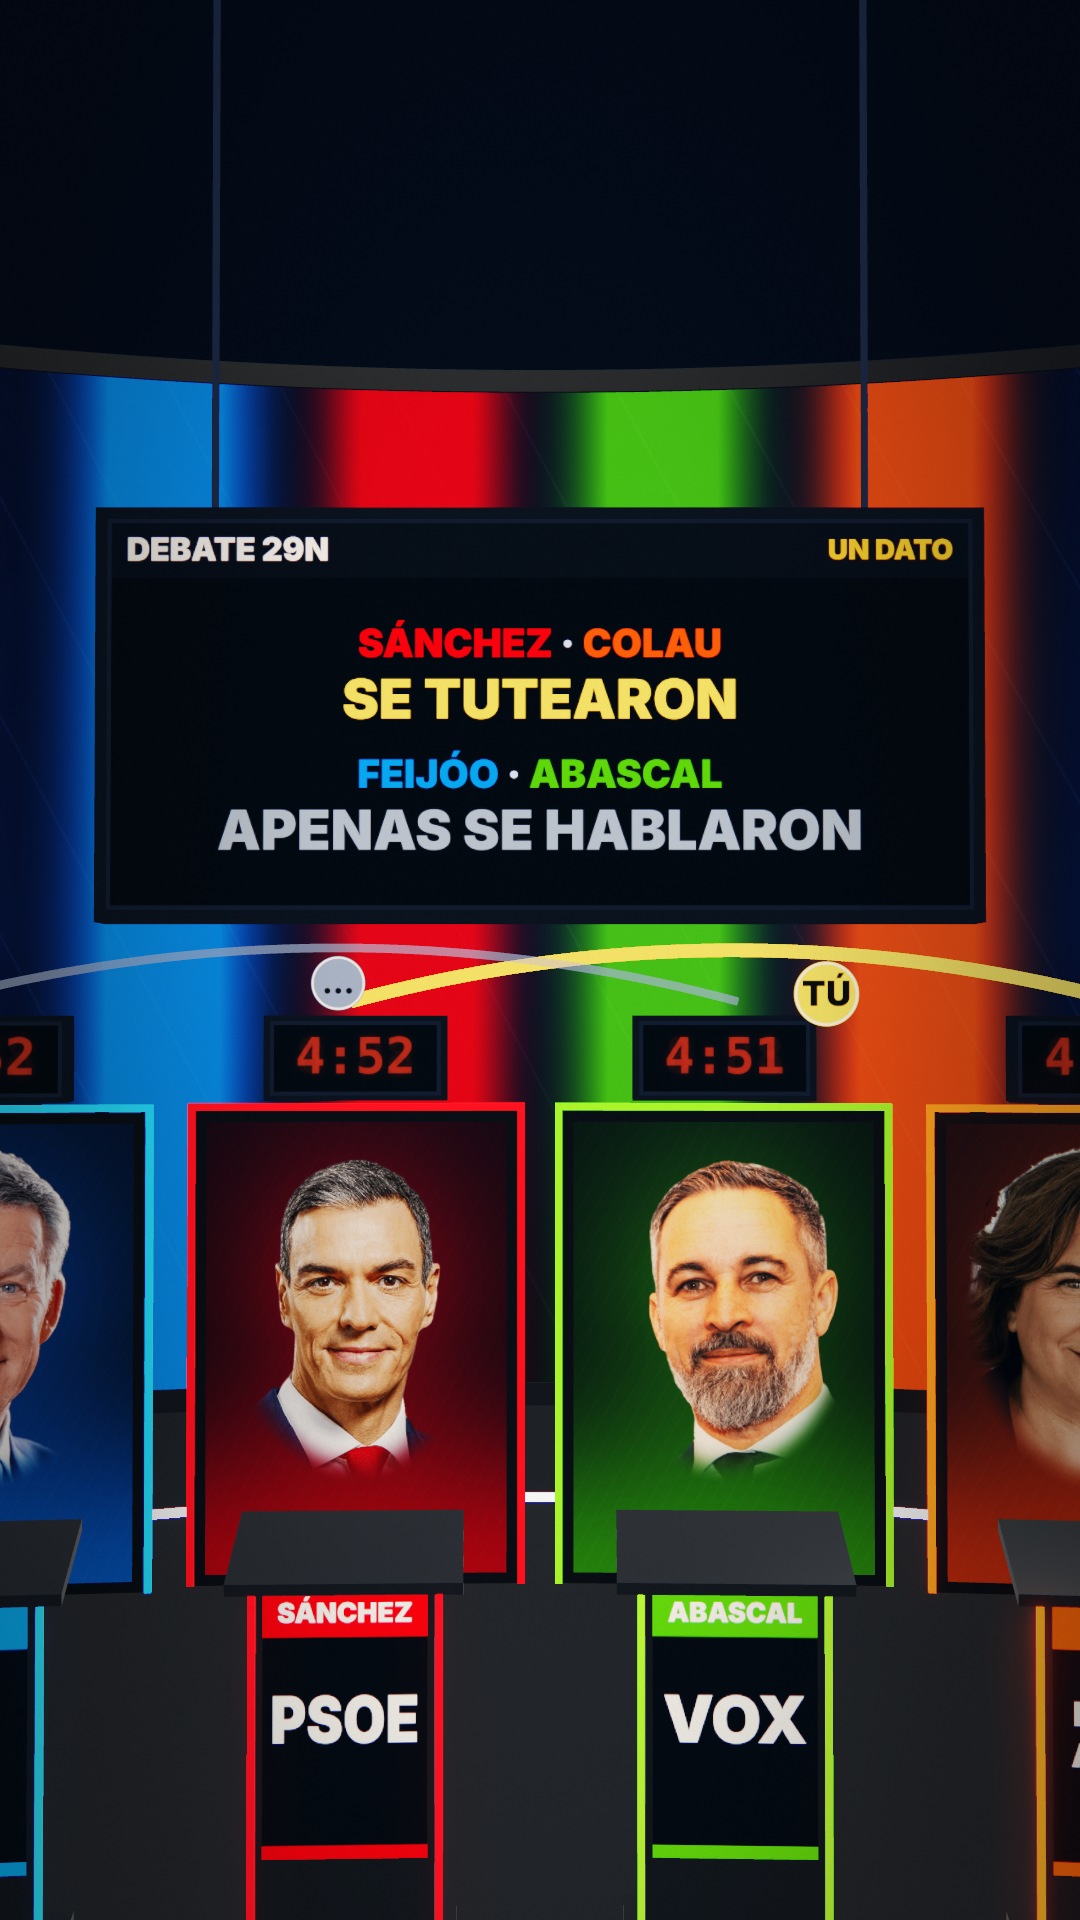 DEBATE 29N
UN DATO
SÁNCHEZ · COLAU
SE TUTEARON
FEIJÓO · ABASCAL
APENAS SE HABLARON
...
TÚ
4:52
4:51
SÁNCHEZ
ABASCAL
PSOE
VOX